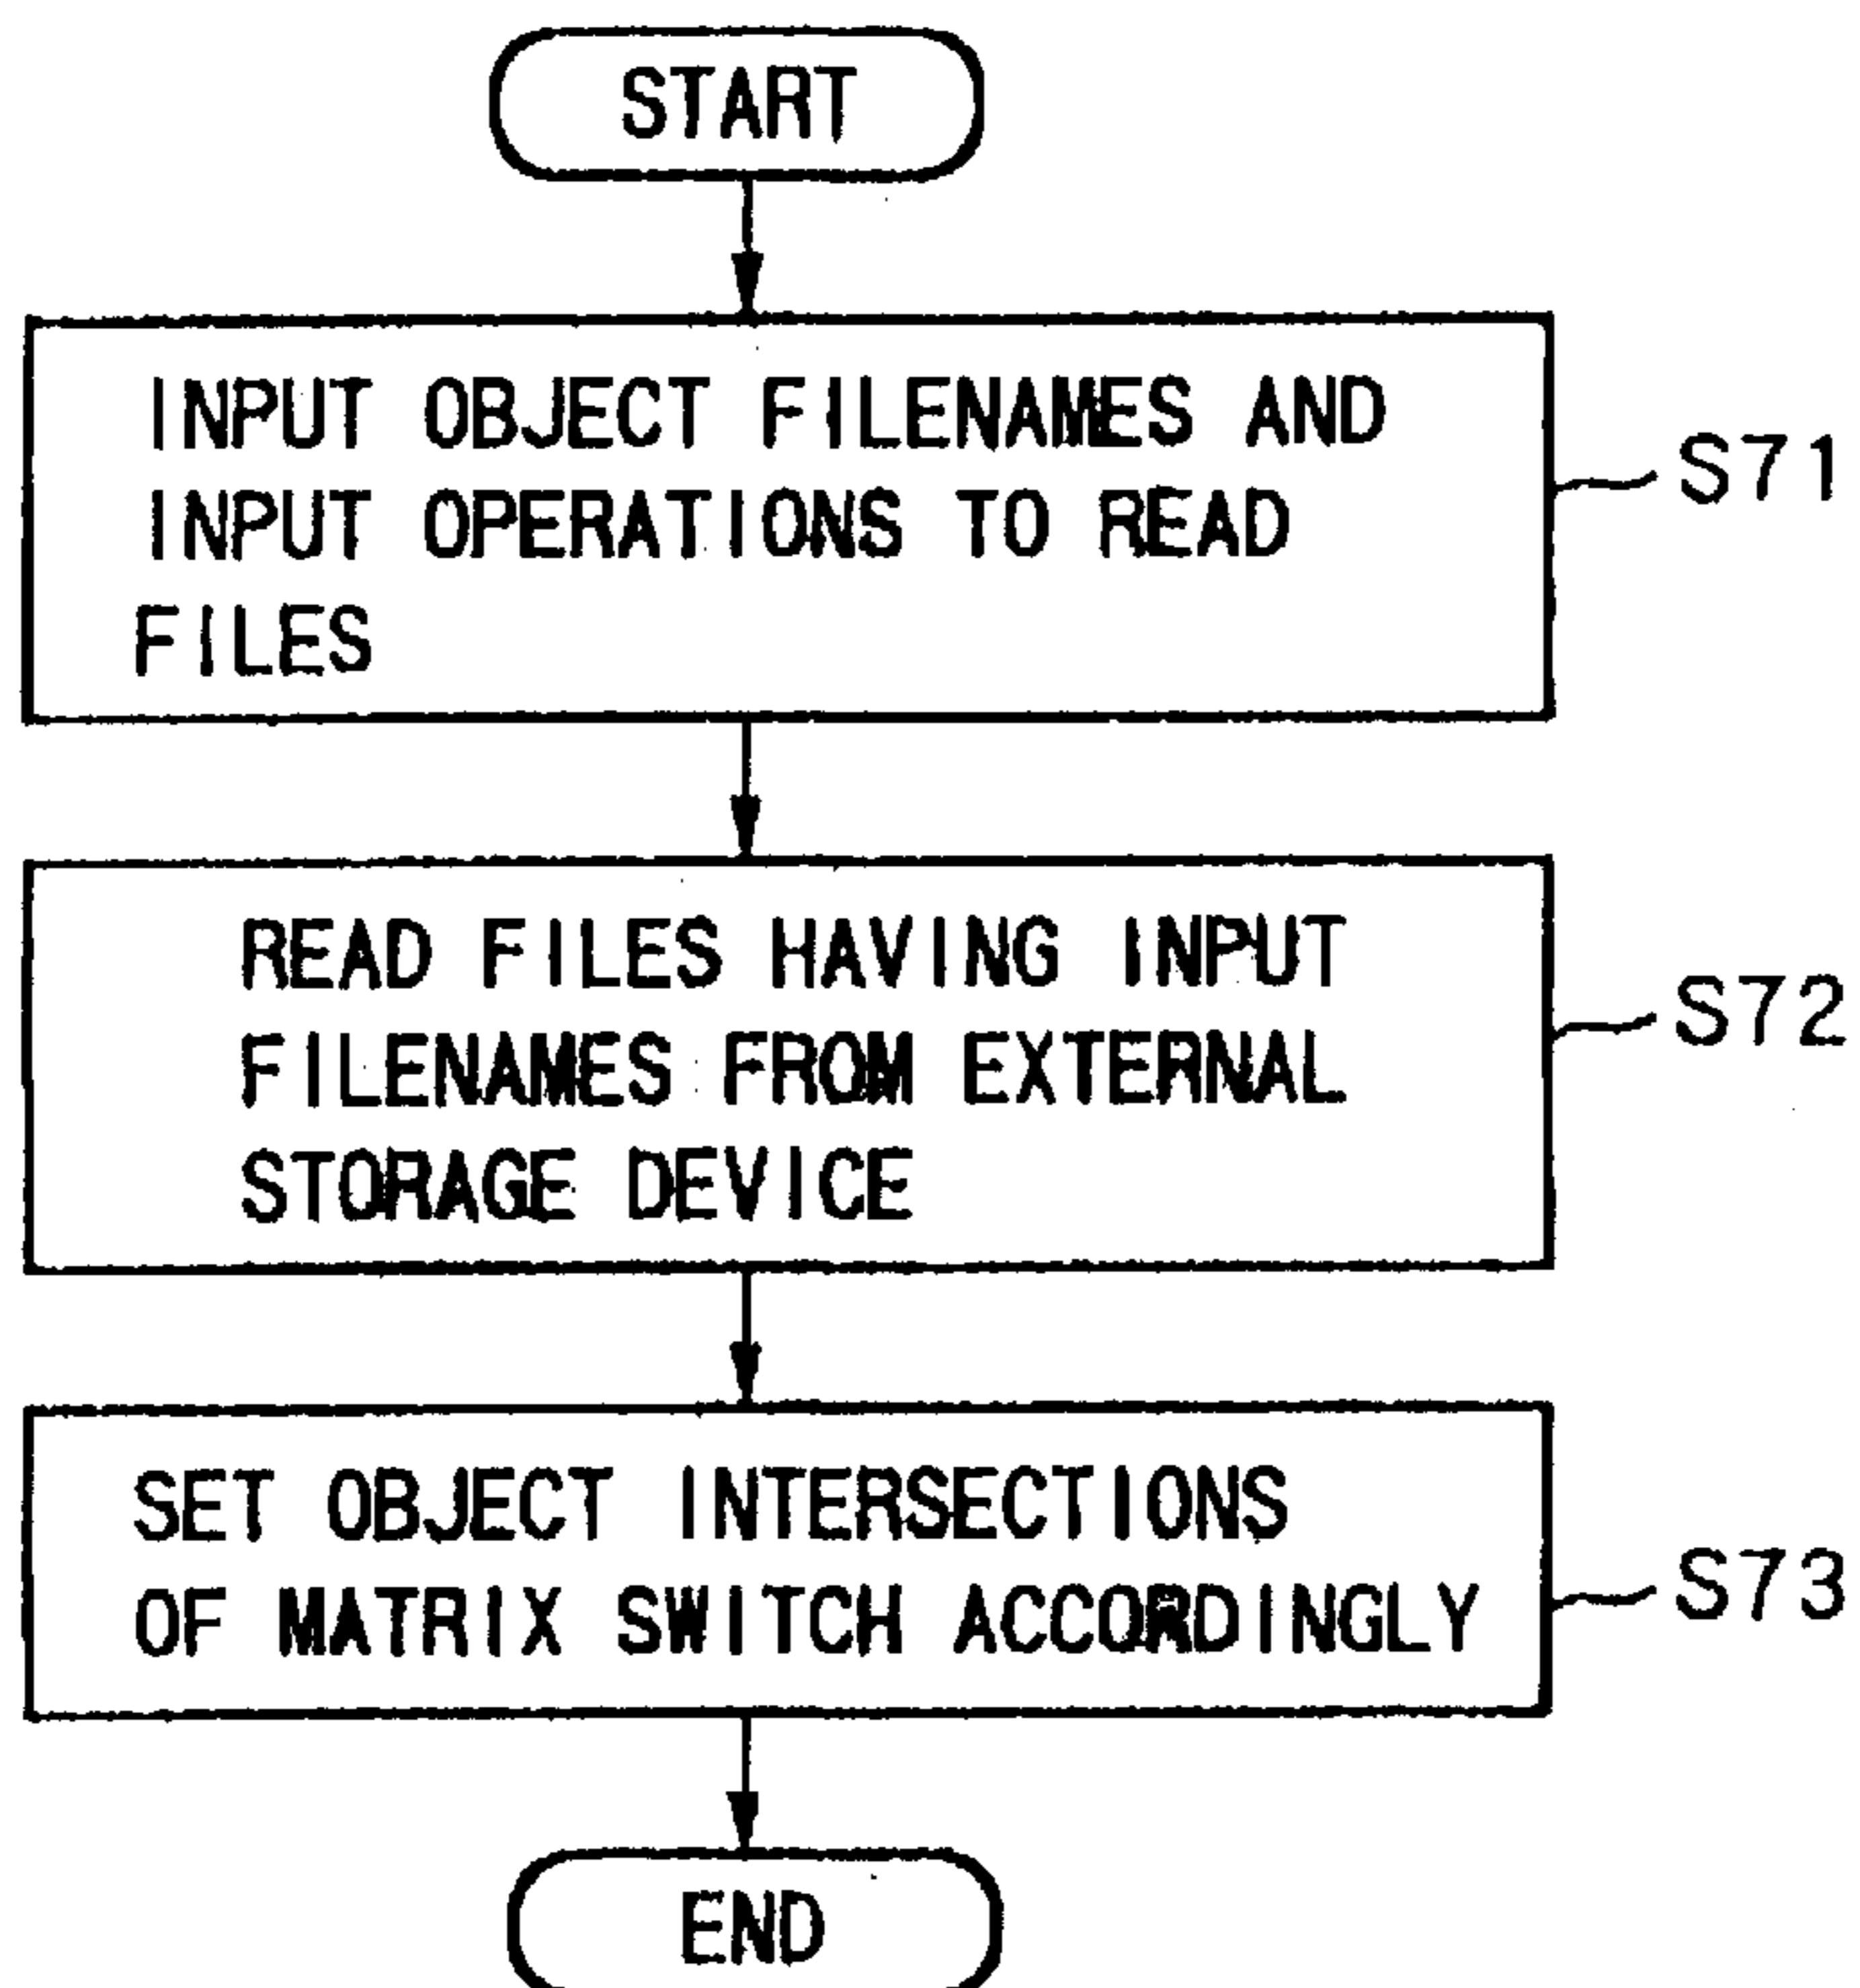 START
INPUT OBJECT FILENAMES AND
INPUT OPERATIONS TO READ
FILES
S71
READ FILES HAVING INPUT
FILENAMES FROM EXTERNAL
STORAGE DEVICE
S72
SET OBJECT INTERSECTIONS
OF MATRIX SWITCH ACCORDINGLY
S73
END